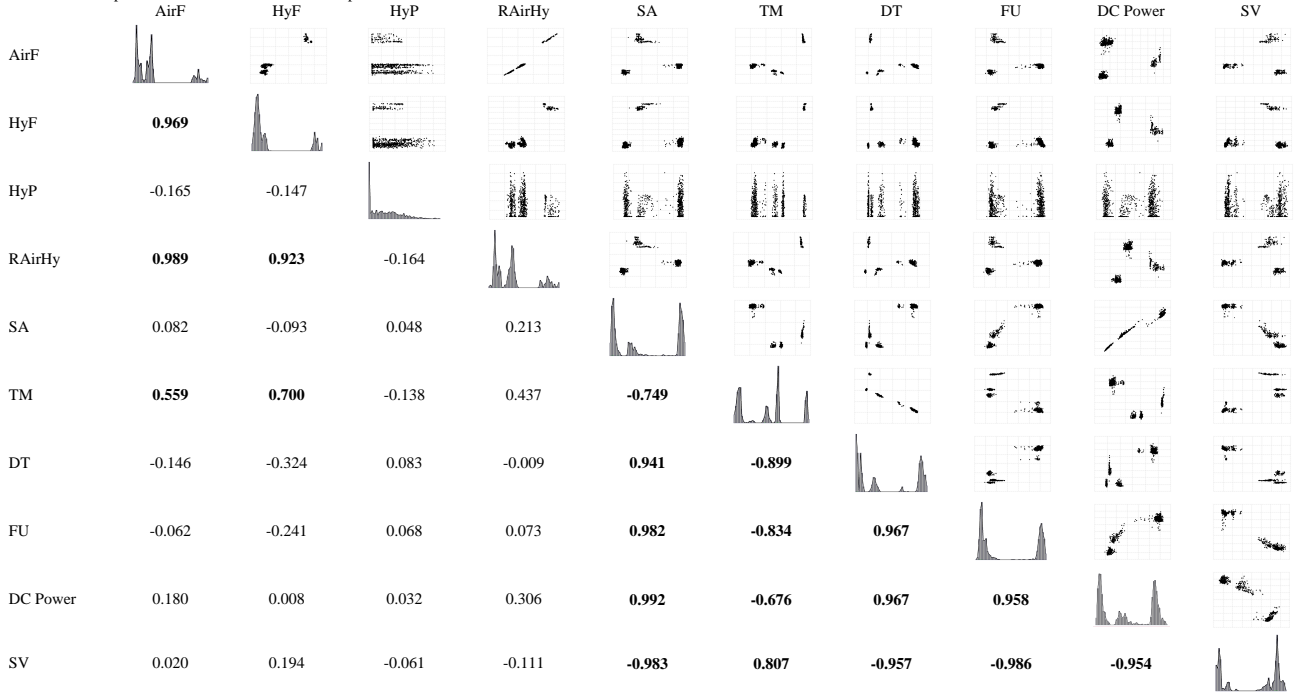 AirF HyF HyP RAirHy SA TM DT FU DC Power SV
AirF
HyF 0.969
HyP -0.165 -0.147
RAirHy 0.989 0.923 -0.164
SA 0.082 -0.093 0.048 0.213
TM 0.559 0.700 -0.138 0.437 -0.749
DT -0.146 -0.324 0.083 -0.009 0.941 -0.899
FU -0.062 -0.241 0.068 0.073 0.982 -0.834 0.967
DC Power 0.180 0.008 0.032 0.306 0.992 -0.676 0.967 0.958
SV 0.020 0.194 -0.061 -0.111 -0.983 0.807 -0.957 -0.986 -0.954